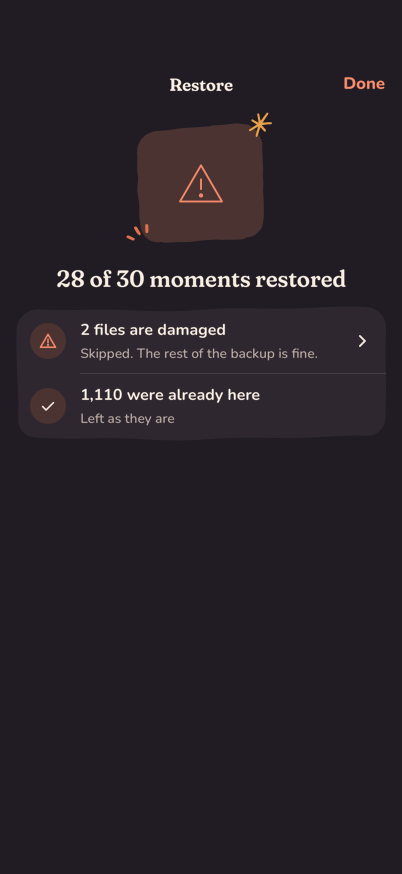 Restore
Done
28 of 30 moments restored
2 files are damaged
Skipped. The rest of the backup is fine.
1,110 were already here
Left as they are